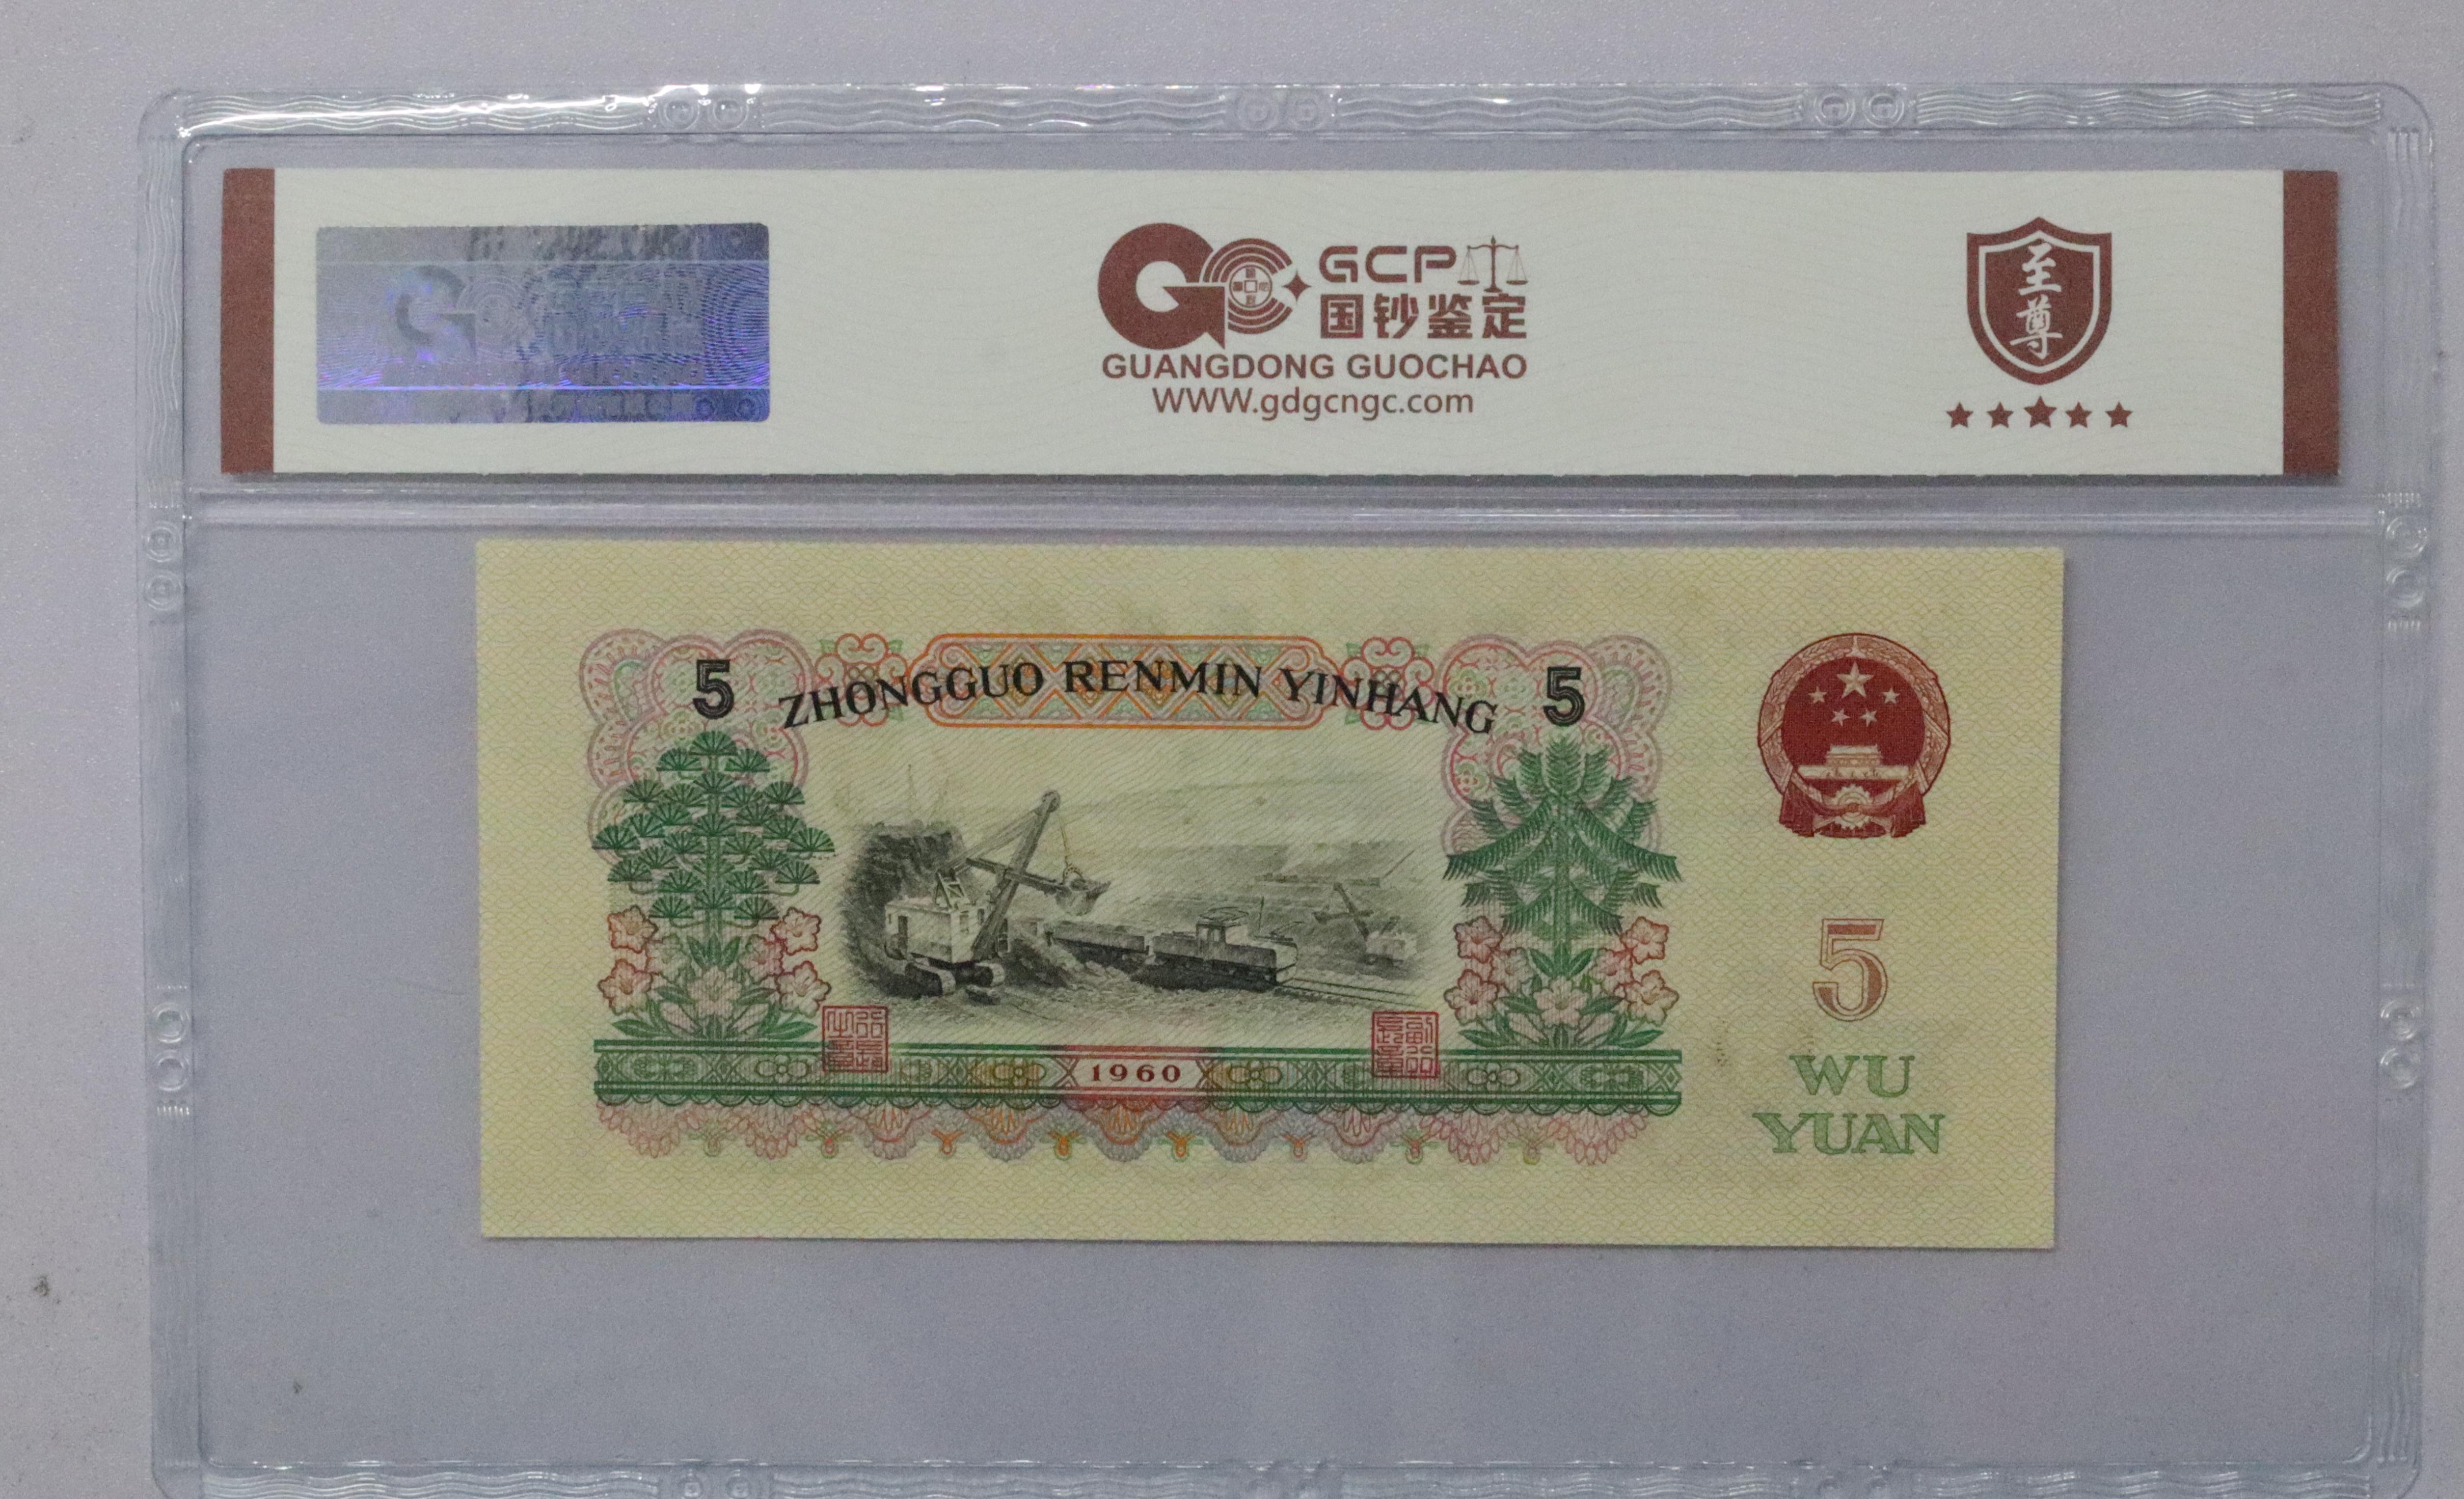 GCP
国钞鉴定
GUANGDONG GUOCHAO
WWW.gdgcngc.com
至尊
5 ZHONGGUO RENMIN YINHANG 5
5
1960
WU
YUAN